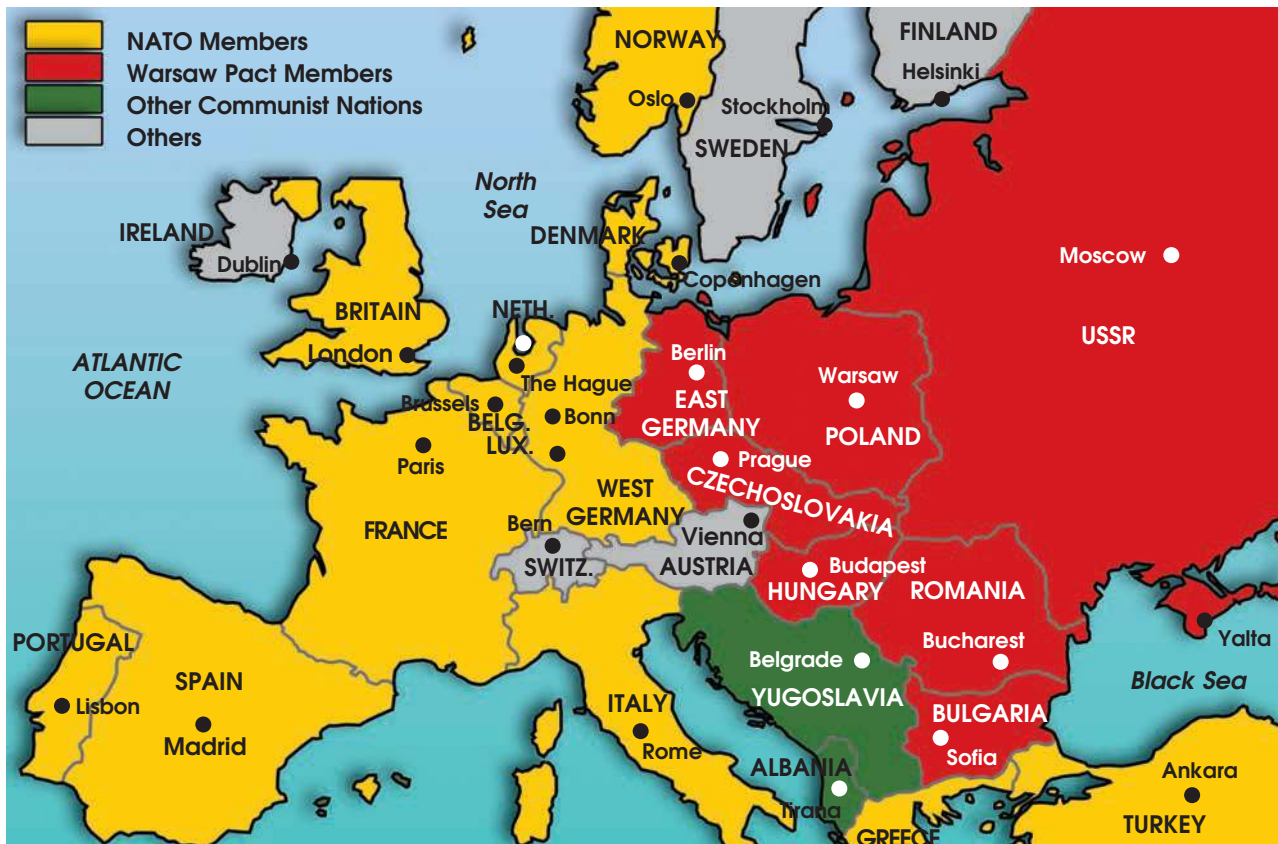 NATO Members
Warsaw Pact Members
Other Communist Nations
Others
NORWAY
Oslo
FINLAND
Helsinki
Stockholm
SWEDEN
North
Sea
IRELAND
Dublin
DENMARK
Copenhagen
Moscow
USSR
BRITAIN
London
NETH.
The Hague
ATLANTIC
OCEAN
Berlin
EAST
GERMANY
Warsaw
POLAND
Brussels
BELG.
LUX.
Bonn
Paris
Prague
CZECHOSLOVAKIA
WEST
GERMANY
FRANCE
Bern
SWITZ.
Vienna
AUSTRIA
Budapest
HUNGARY
ROMANIA
Bucharest
Yalta
Black Sea
PORTUGAL
Lisbon
SPAIN
Madrid
ITALY
Rome
Belgrade
YUGOSLAVIA
BULGARIA
Sofia
ALBANIA
Tirana
GREECE
Ankara
TURKEY